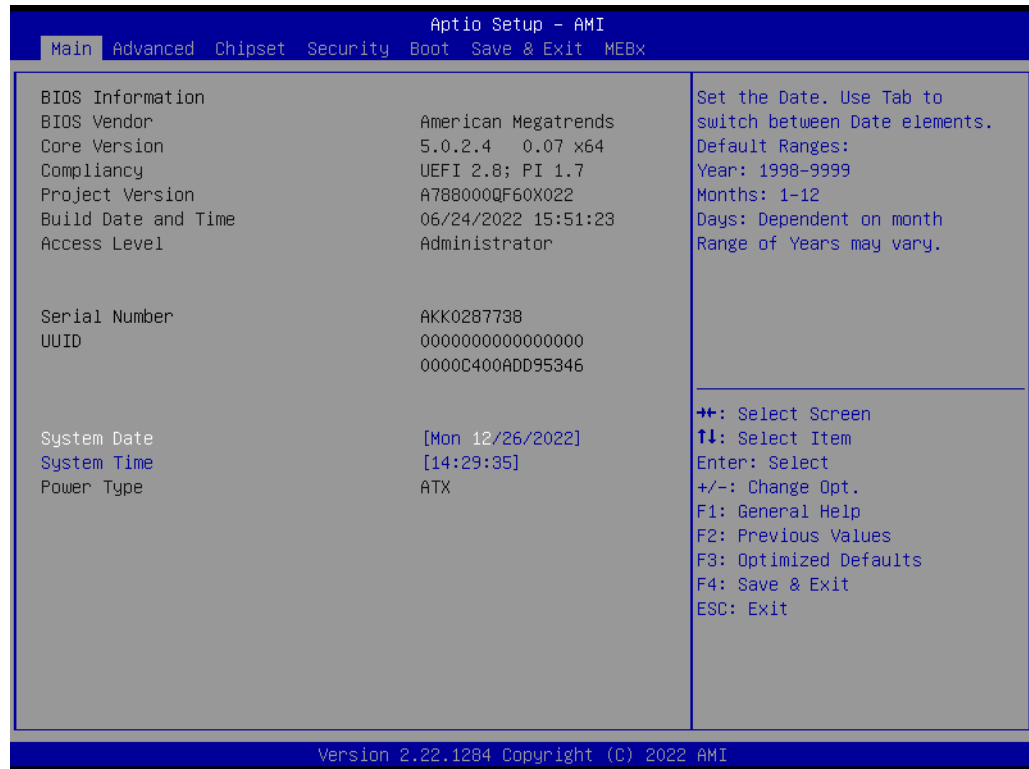 Aptio Setup – AMI
Main Advanced Chipset Security Boot Save & Exit MEBx
BIOS Information
BIOS Vendor American Megatrends
Core Version 5.0.2.4 0.07 x64
Compliancy UEFI 2.8; PI 1.7
Project Version A788000QF60X022
Build Date and Time 06/24/2022 15:51:23
Access Level Administrator
Serial Number AKK0287738
UUID 0000000000000000
0000C400ADD95346
System Date [Mon 12/26/2022]
System Time [14:29:35]
Power Type ATX
Set the Date. Use Tab to
switch between Date elements.
Default Ranges:
Year: 1998-9999
Months: 1-12
Days: Dependent on month
Range of Years may vary.
→←: Select Screen
↑↓: Select Item
Enter: Select
+/-: Change Opt.
F1: General Help
F2: Previous Values
F3: Optimized Defaults
F4: Save & Exit
ESC: Exit
Version 2.22.1284 Copyright (C) 2022 AMI